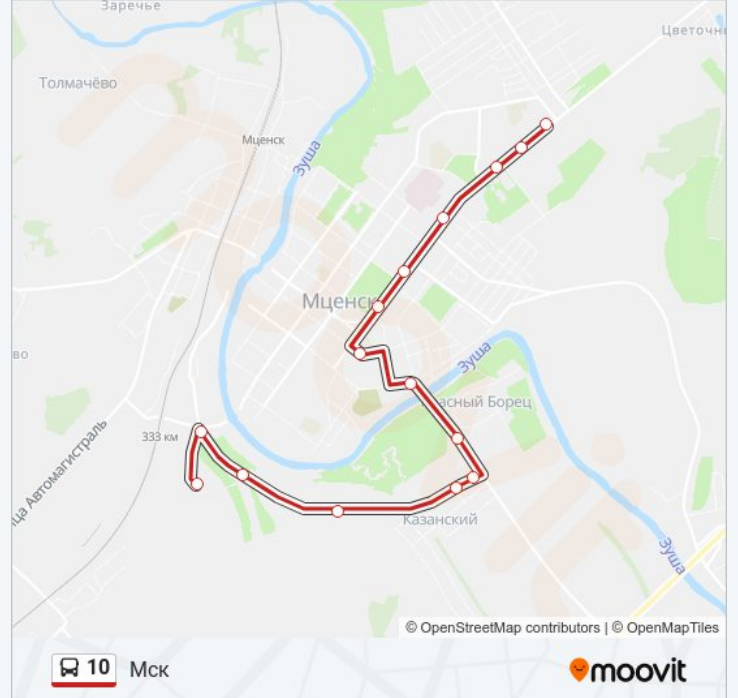 Заречье
Цветочн
Толмачёво
Мценск
Зуша
Мценск
во
Зуша
асный Борец
333 км
ца Автомагистраль
Казанский
Зуша
© OpenStreetMap contributors | © OpenMapTiles
10 Мск
moovit